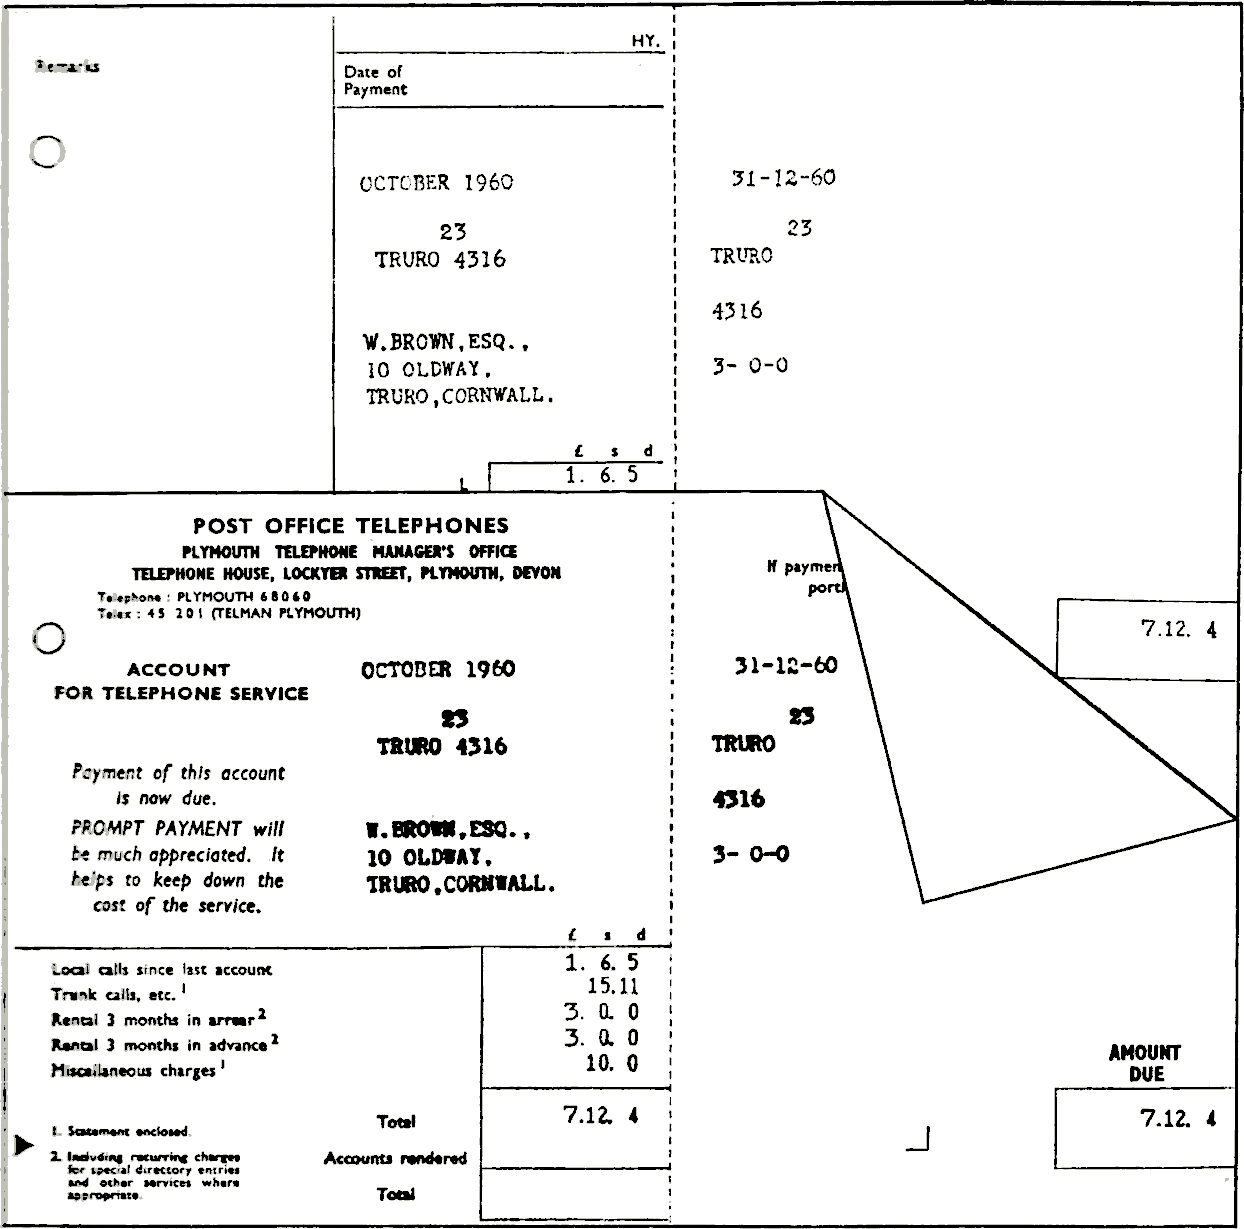 HY.
Remarks
Date of
Payment
OCTOBER 1960
23
TRURO 4316
W.BROWN,ESQ.,
10 OLDWAY,
TRURO,CORNWALL.
£ s d
1. 6. 5
31-12-60
23
TRURO
4316
3- 0-0
7.12. 4
POST OFFICE TELEPHONES
PLYMOUTH TELEPHONE MANAGER'S OFFICE
TELEPHONE HOUSE, LOCKYER STREET, PLYMOUTH, DEVON
Telephone : PLYMOUTH 68060
Telex : 45 201 (TELMAN PLYMOUTH)
ACCOUNT
FOR TELEPHONE SERVICE
OCTOBER 1960
23
TRURO 4316
Payment of this account
is now due.
PROMPT PAYMENT will
be much appreciated. It
helps to keep down the
cost of the service.
W.BROWN,ESQ.,
10 OLDWAY,
TRURO,CORNWALL.
£ s d
Local calls since last account 1. 6. 5
Trunk calls, etc. 1 15.11
Rental 3 months in arrear 2 3. 0. 0
Rental 3 months in advance 2 3. 0. 0
Miscellaneous charges 1 10. 0
Total 7.12. 4
1. Statement enclosed.
2. Including recurring charges
for special directory entries
and other services where
appropriate.
Accounts rendered
Total
If paymen
port
31-12-60
23
TRURO
4316
3- 0-0
AMOUNT
DUE
7.12. 4